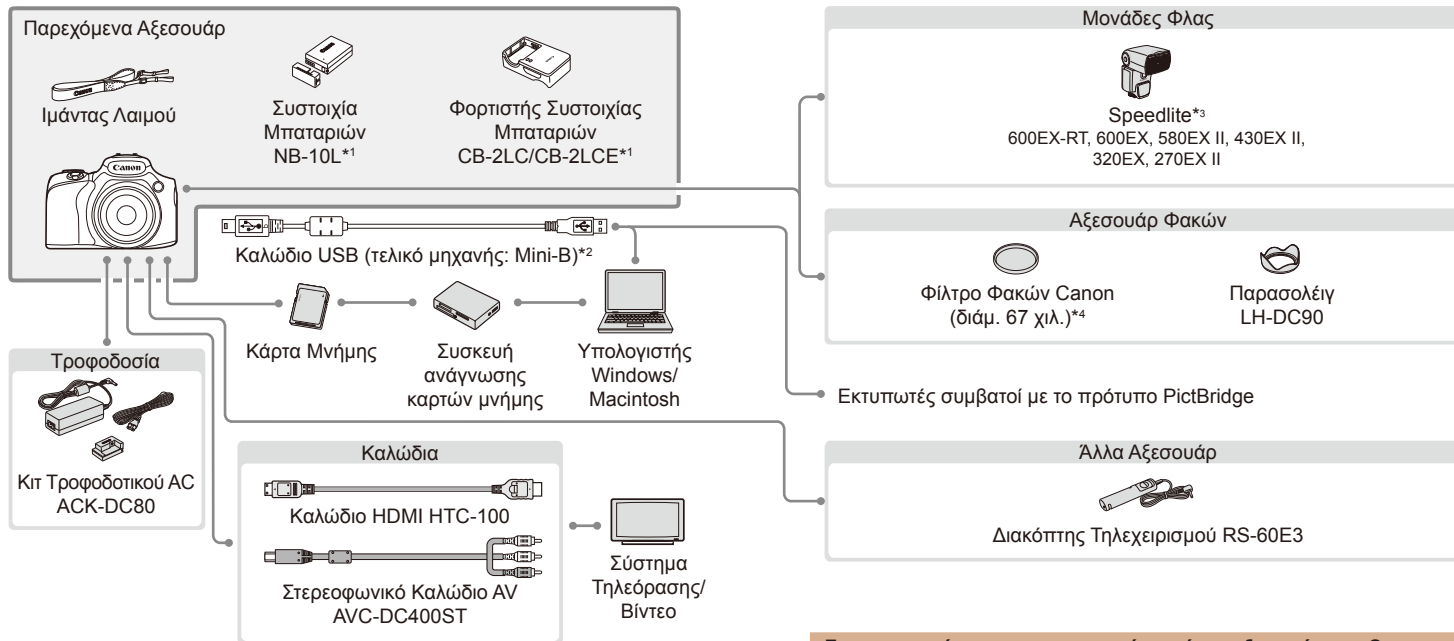 Παρεχόμενα Αξεσουάρ
Canon
Ιμάντας Λαιμού
Συστοιχία
Μπαταριών
NB-10L*1
Φορτιστής Συστοιχίας
Μπαταριών
CB-2LC/CB-2LCE*1
Canon
Καλώδιο USB (τελικό μηχανής: Mini-B)*2
Κάρτα Μνήμης
Συσκευή
ανάγνωσης
καρτών μνήμης
Υπολογιστής
Windows/
Macintosh
Τροφοδοσία
Κιτ Τροφοδοτικού AC
ACK-DC80
Καλώδια
Καλώδιο HDMI HTC-100
Στερεοφωνικό Καλώδιο AV
AVC-DC400ST
Σύστημα
Τηλεόρασης/
Βίντεο
Μονάδες Φλας
Speedlite*3
600EX-RT, 600EX, 580EX II, 430EX II,
320EX, 270EX II
Αξεσουάρ Φακών
Φίλτρο Φακών Canon
(διάμ. 67 χιλ.)*4
Παρασολέιγ
LH-DC90
Εκτυπωτές συμβατοί με το πρότυπο PictBridge
Άλλα Αξεσουάρ
Διακόπτης Τηλεχειρισμού RS-60E3